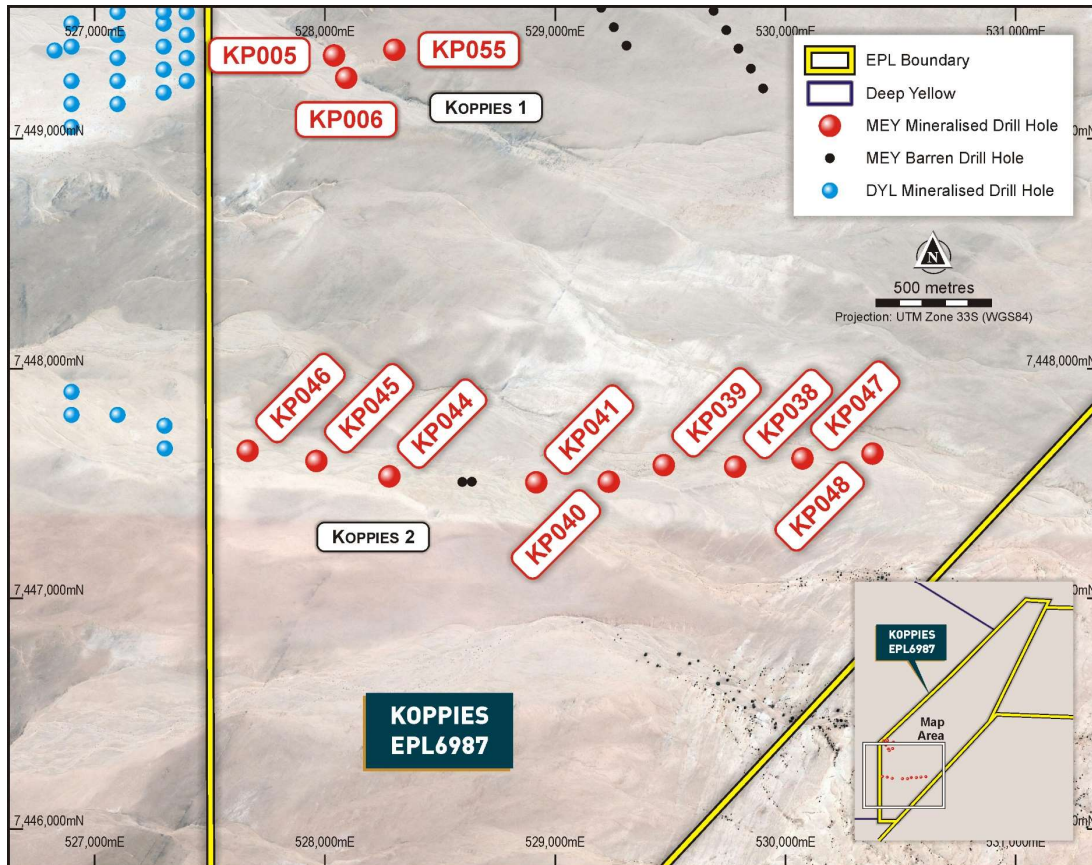 527,000mE
528,000mE
529,000mE
530,000mE
531,000mE
KP005
KP055
KP006
KOPPIES 1
EPL Boundary
Deep Yellow
MEY Mineralised Drill Hole
MEY Barren Drill Hole
DYL Mineralised Drill Hole
7,449,000mN
N
500 metres
Projection: UTM Zone 33S (WGS84)
7,448,000mN
7,448,000mN
KP046
KP045
KP044
KP041
KP040
KP039
KP038
KP047
KP048
KOPPIES 2
7,447,000mN
KOPPIES
EPL6987
KOPPIES
EPL6987
Map
Area
7,446,000mN
527,000mE
528,000mE
529,000mE
530,000mE
531,000mE